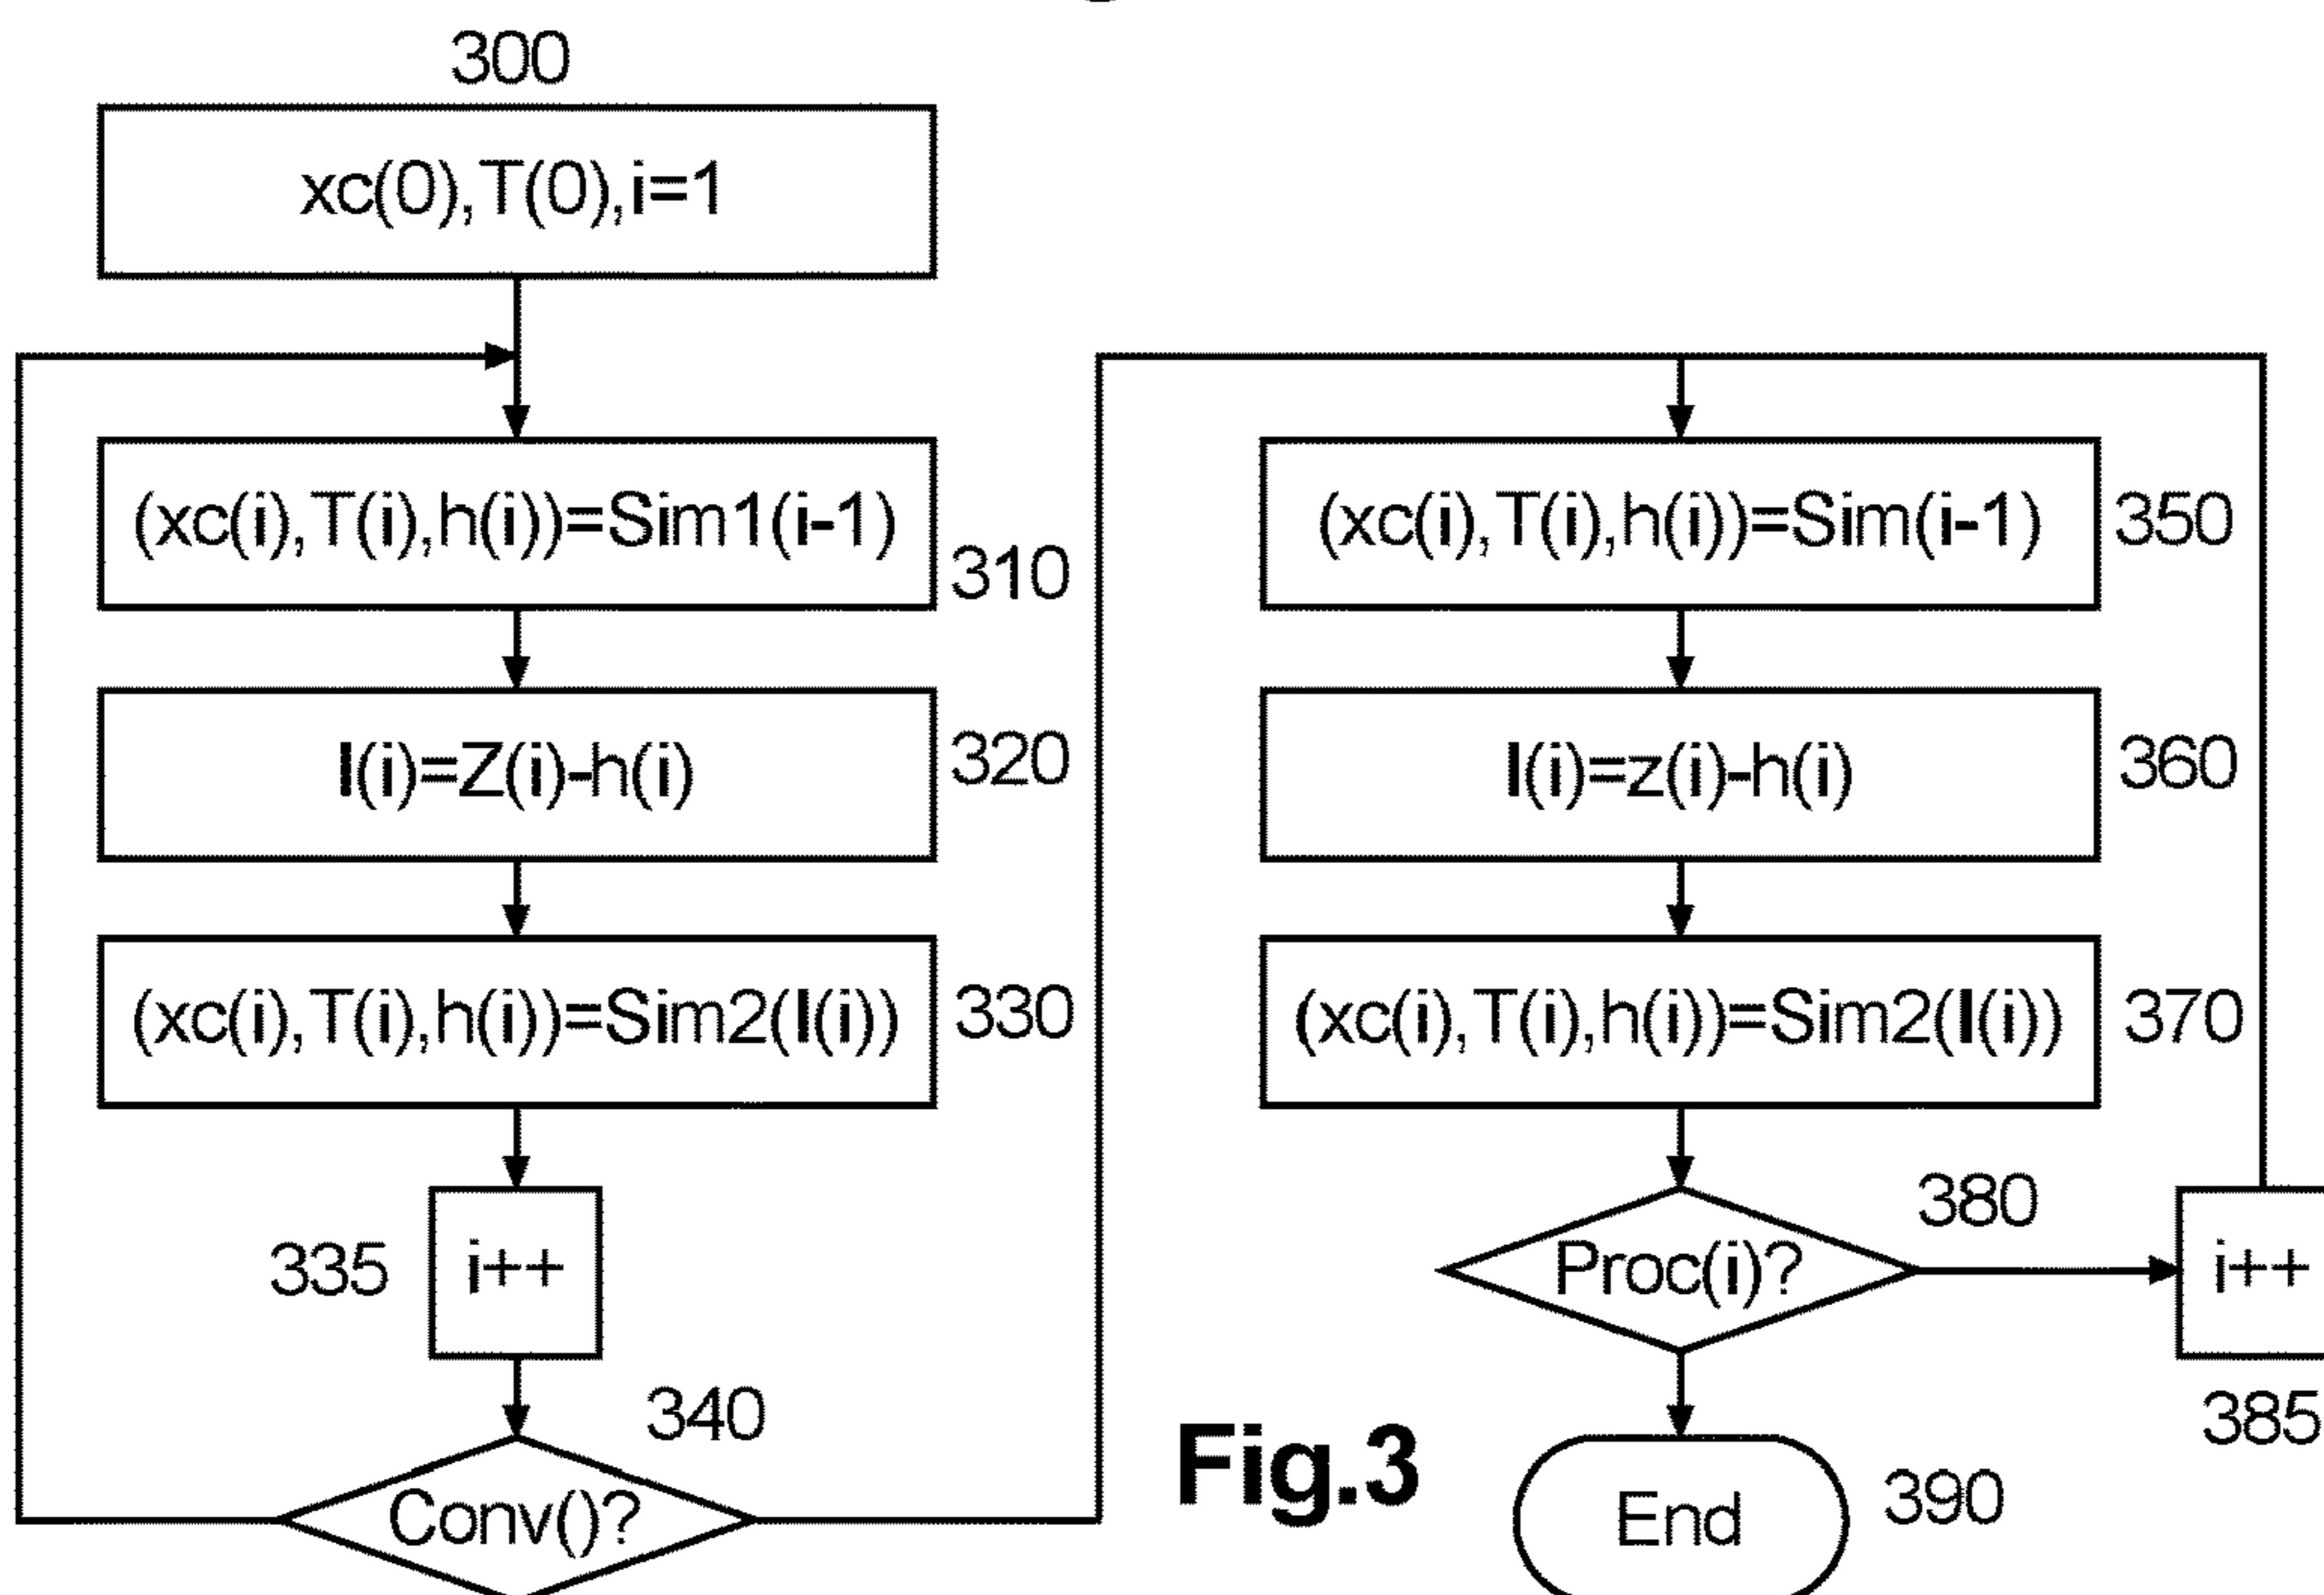 300
xc(0),T(0),i=1
(xc(i),T(i),h(i))=Sim1(i-1)
310
I(i)=Z(i)-h(i)
320
(xc(i),T(i),h(i))=Sim2(I(i))
330
335
i++
340
Conv()?
(xc(i),T(i),h(i))=Sim(i-1)
350
I(i)=z(i)-h(i)
360
(xc(i),T(i),h(i))=Sim2(I(i))
370
380
Proc(i)?
i++
385
Fig.3
End
390